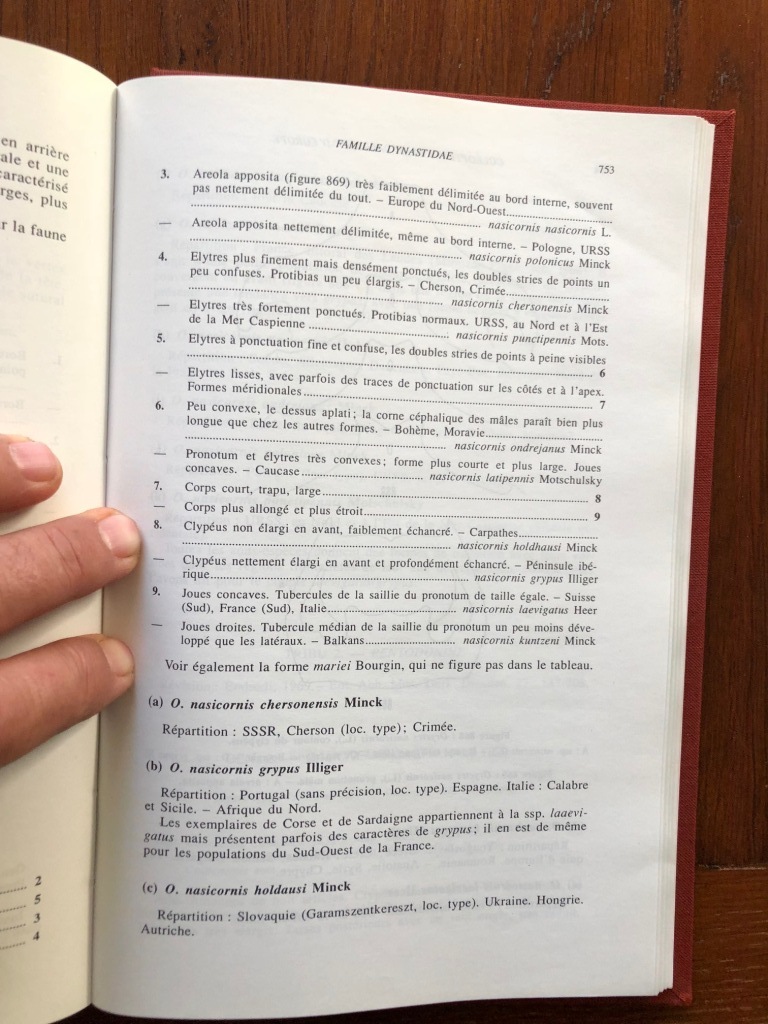 en arrière
ale et une
caractérisé
rges, plus
r la faune
2
5
3
4
FAMILLE DYNASTIDAE
753
3. Areola apposita (figure 869) très faiblement délimitée au bord interne, souvent
pas nettement délimitée du tout. – Europe du Nord-Ouest
nasicornis nasicornis L.
— Areola apposita nettement délimitée, même au bord interne. – Pologne, URSS
nasicornis polonicus Minck
4. Elytres plus finement mais densément ponctués, les doubles stries de points un
peu confuses. Protibias un peu élargis. – Cherson, Crimée
nasicornis chersonensis Minck
— Elytres très fortement ponctués. Protibias normaux. URSS, au Nord et à l'Est
de la Mer Caspienne nasicornis punctipennis Mots.
5. Elytres à ponctuation fine et confuse, les doubles stries de points à peine visibles
6
— Elytres lisses, avec parfois des traces de ponctuation sur les côtés et à l'apex.
Formes méridionales 7
6. Peu convexe, le dessus aplati ; la corne céphalique des mâles paraît bien plus
longue que chez les autres formes. – Bohème, Moravie
nasicornis ondrejanus Minck
— Pronotum et élytres très convexes ; forme plus courte et plus large. Joues
concaves. – Caucase nasicornis latipennis Motschulsky
7. Corps court, trapu, large 8
— Corps plus allongé et plus étroit 9
8. Clypéus non élargi en avant, faiblement échancré. – Carpathes
nasicornis holdhausi Minck
— Clypéus nettement élargi en avant et profondément échancré. – Péninsule ibé-
rique nasicornis grypus Illiger
9. Joues concaves. Tubercules de la saillie du pronotum de taille égale. – Suisse
(Sud), France (Sud), Italie nasicornis laevigatus Heer
— Joues droites. Tubercule médian de la saillie du pronotum un peu moins déve-
loppé que les latéraux. – Balkans nasicornis kuntzeni Minck
Voir également la forme mariei Bourgin, qui ne figure pas dans le tableau.
(a) O. nasicornis chersonensis Minck
Répartition : SSSR, Cherson (loc. type) ; Crimée.
(b) O. nasicornis grypus Illiger
Répartition : Portugal (sans précision, loc. type). Espagne. Italie : Calabre
et Sicile. – Afrique du Nord.
Les exemplaires de Corse et de Sardaigne appartiennent à la ssp. laaevi-
gatus mais présentent parfois des caractères de grypus ; il en est de même
pour les populations du Sud-Ouest de la France.
(c) O. nasicornis holdausi Minck
Répartition : Slovaquie (Garamszentkereszt, loc. type). Ukraine. Hongrie.
Autriche.